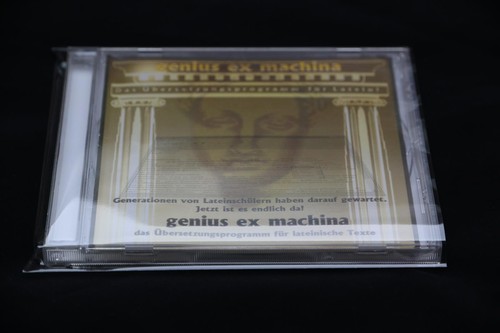 genius ex machina
Das Übersetzungsprogramm für Latein!
Generationen von Lateinschülern haben darauf gewartet.
Jetzt ist es endlich da!
genius ex machina
das Übersetzungsprogramm für lateinische Texte